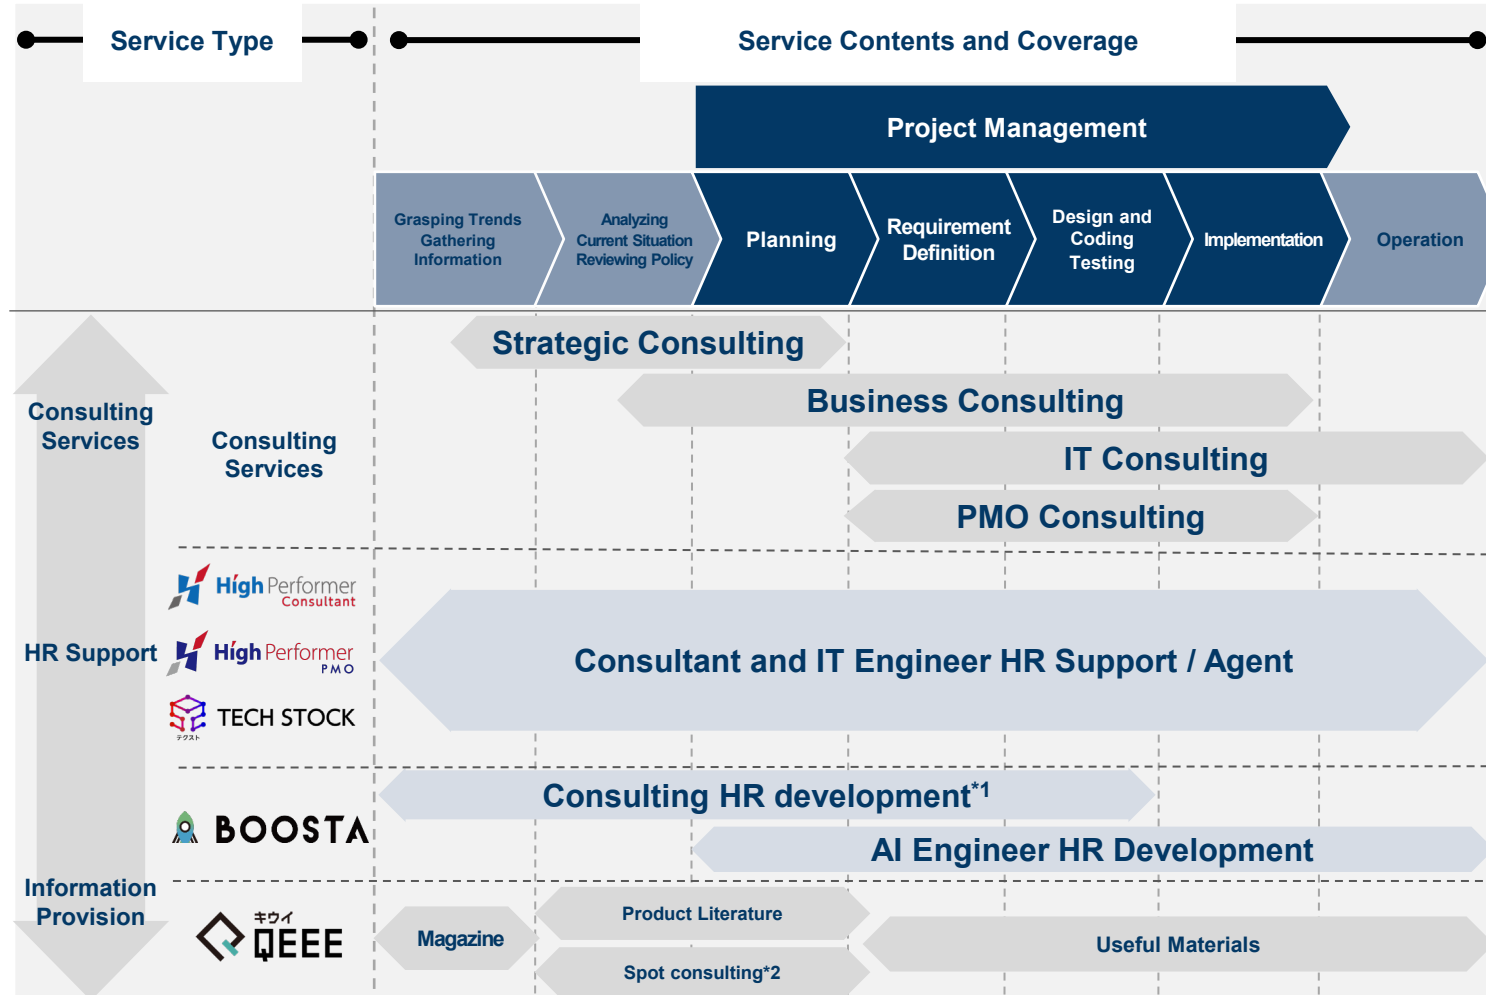 Service Type
Service Contents and Coverage
Project Management
Grasping Trends
Gathering
Information
Analyzing
Current Situation
Reviewing Policy
Planning
Requirement
Definition
Design and
Coding
Testing
Implementation
Operation
Strategic Consulting
Business Consulting
IT Consulting
PMO Consulting
Consulting
Services
Consulting
Services
High Performer
Consultant
HR Support
High Performer
PMO
TECH STOCK
テクスト
Consultant and IT Engineer HR Support / Agent
Consulting HR development*1
BOOSTA
AI Engineer HR Development
Information
Provision
キウイ
QEEE
Magazine
Product Literature
Spot consulting*2
Useful Materials